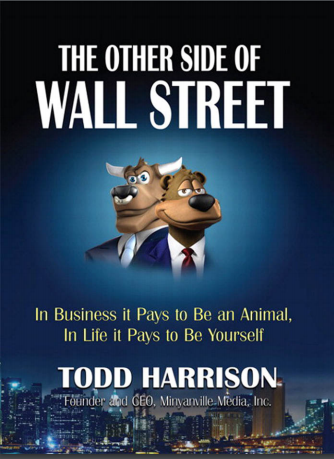 THE OTHER SIDE OF
WALL STREET
In Business it Pays to Be an Animal,
In Life it Pays to Be Yourself
TODD HARRISON
Founder and CEO, Minyanville Media, Inc.